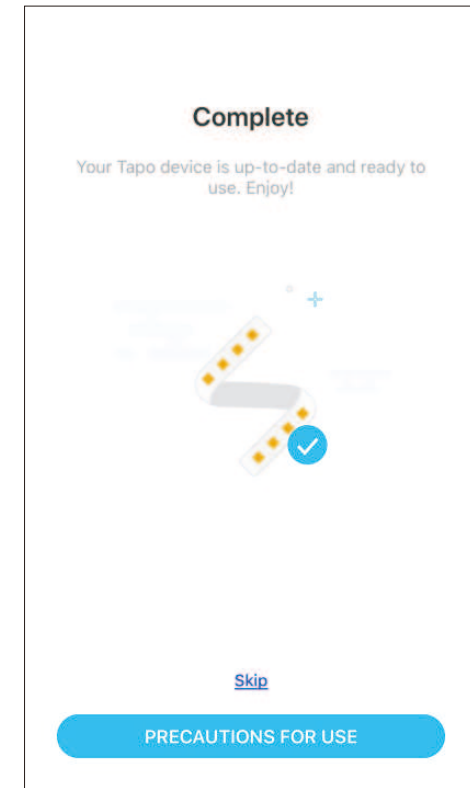 Complete
Your Tapo device is up-to-date and ready to
use. Enjoy!
Skip
PRECAUTIONS FOR USE